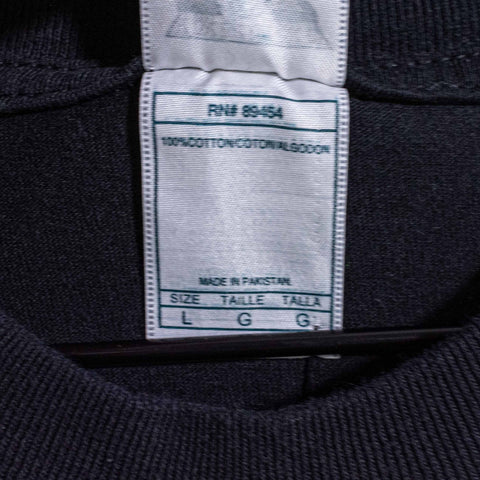 RN# 89454
100%COTTON/COTON/ALGODON
MADE IN PAKISTAN
SIZE TAILLE TALLA
L G G